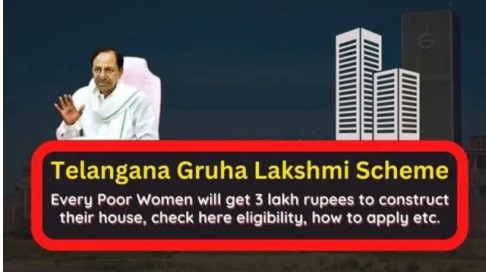 Telangana Gruha Lakshmi Scheme
Every Poor Women will get 3 lakh rupees to construct
their house, check here eligibility, how to apply etc.